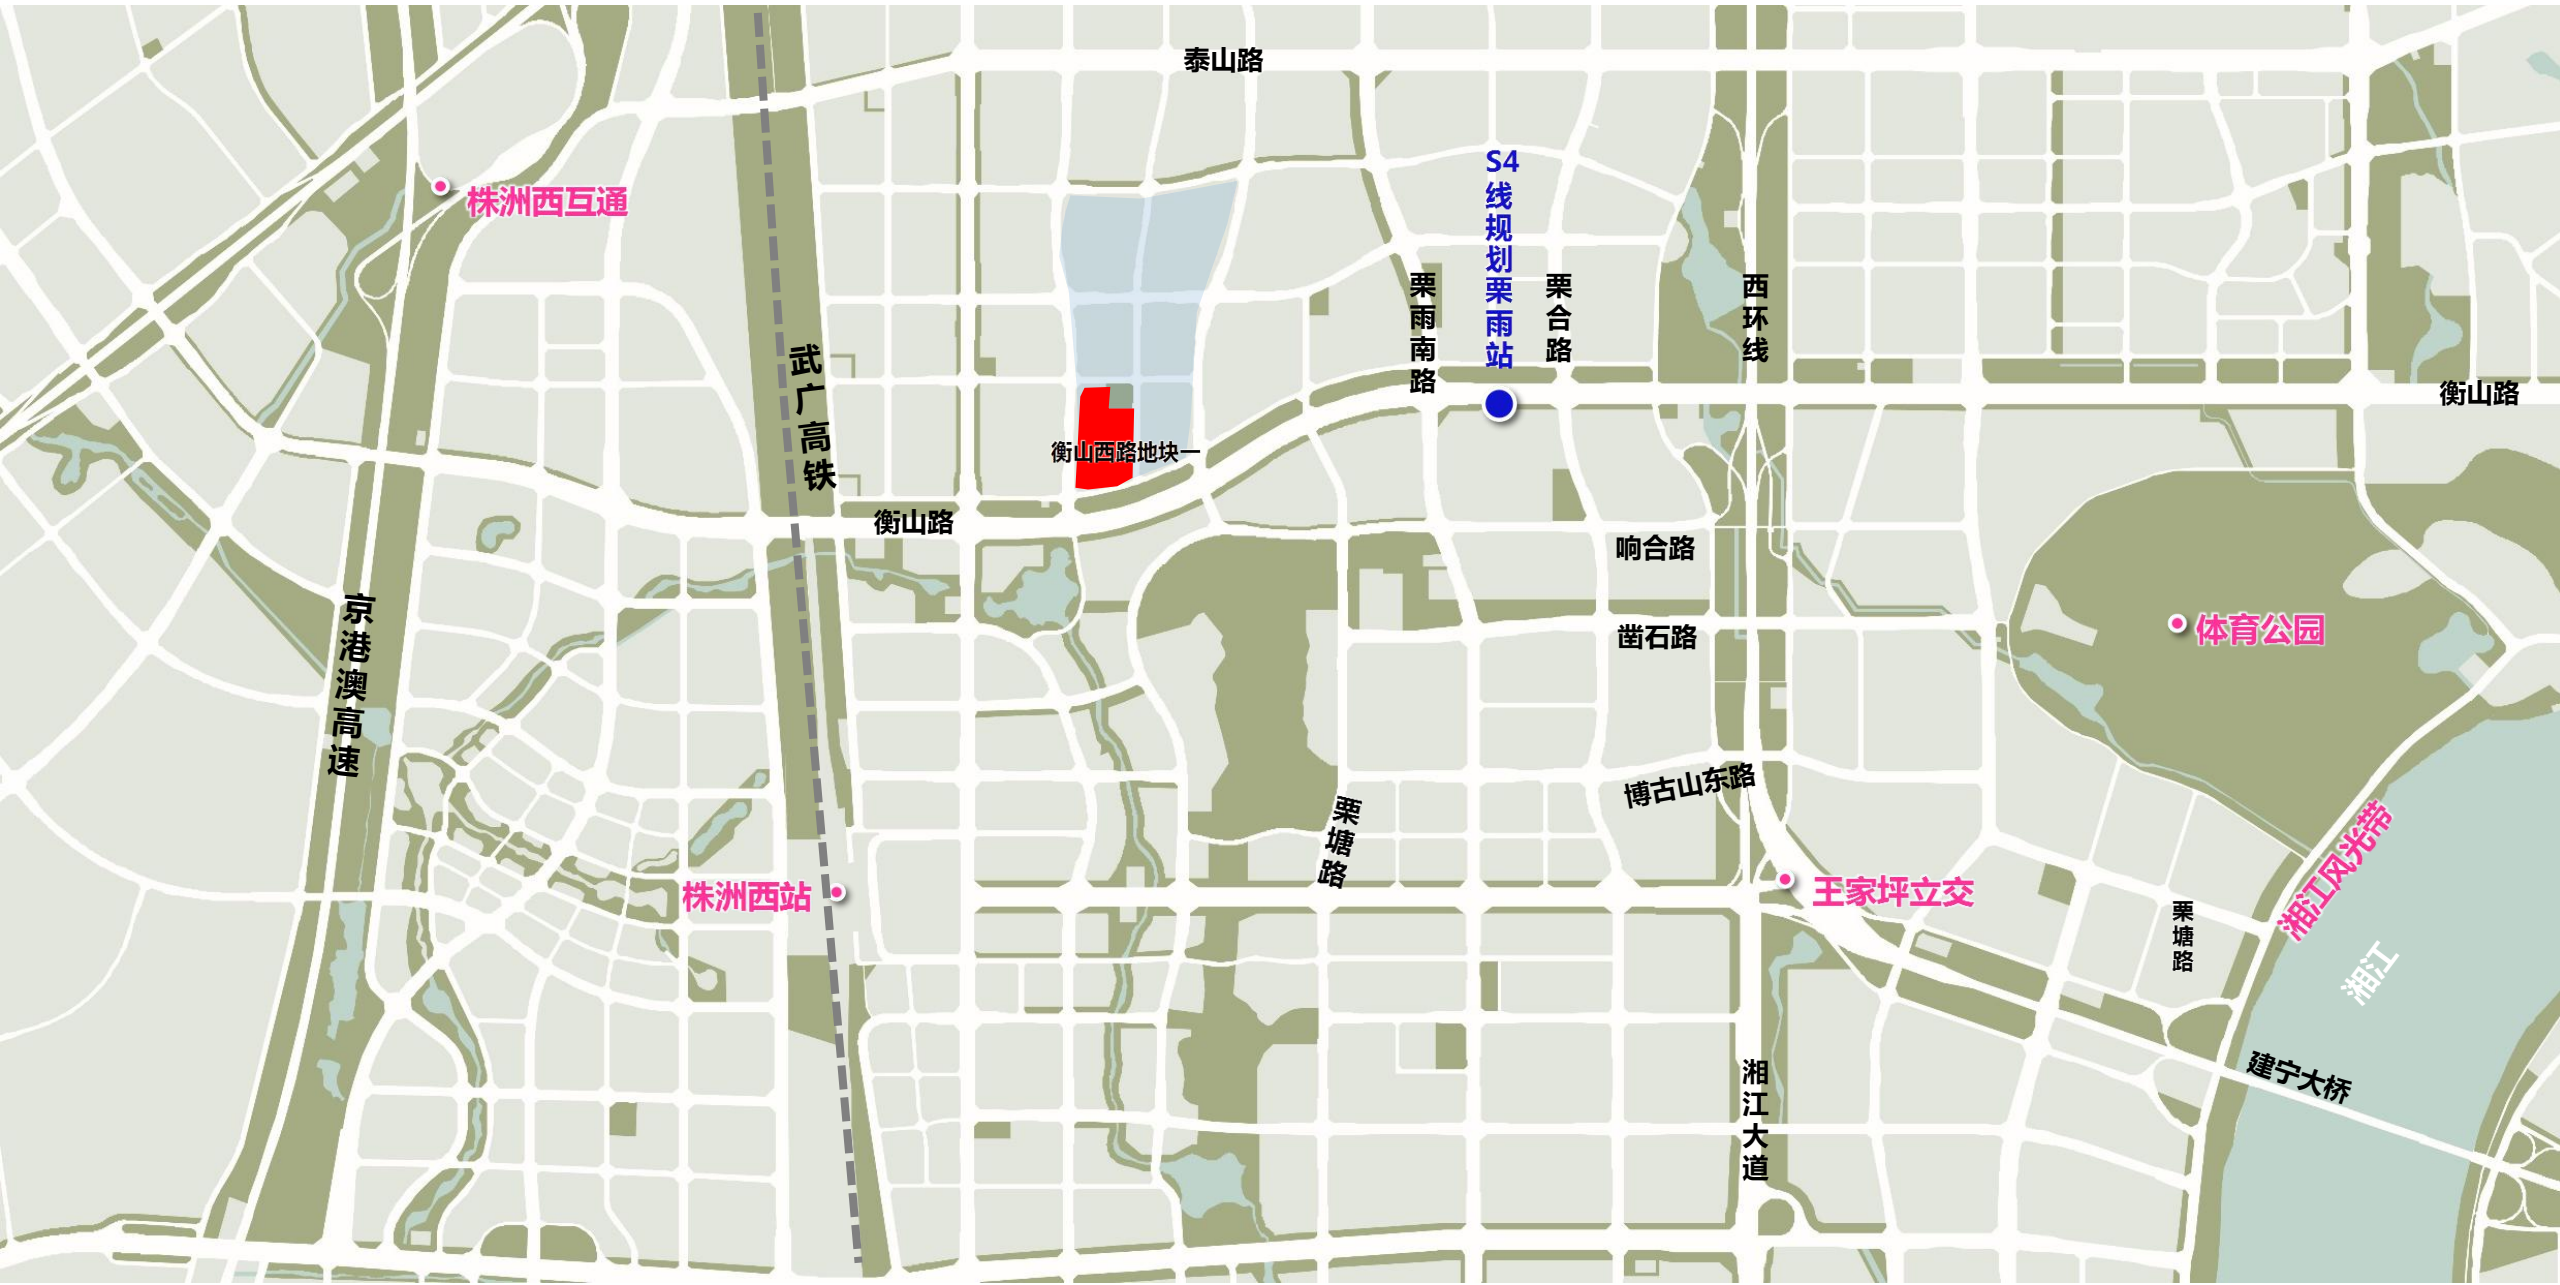 泰山路
S4线规划栗雨站
株洲西互通
栗雨南路
栗合路
西环线
武广高铁
衡山路
衡山西路地块一
衡山路
响合路
京港澳高速
凿石路
体育公园
博古山东路
栗塘路
湘江风光带
株洲西站
王家坪立交
栗塘路
湘江
建宁大桥
湘江大道